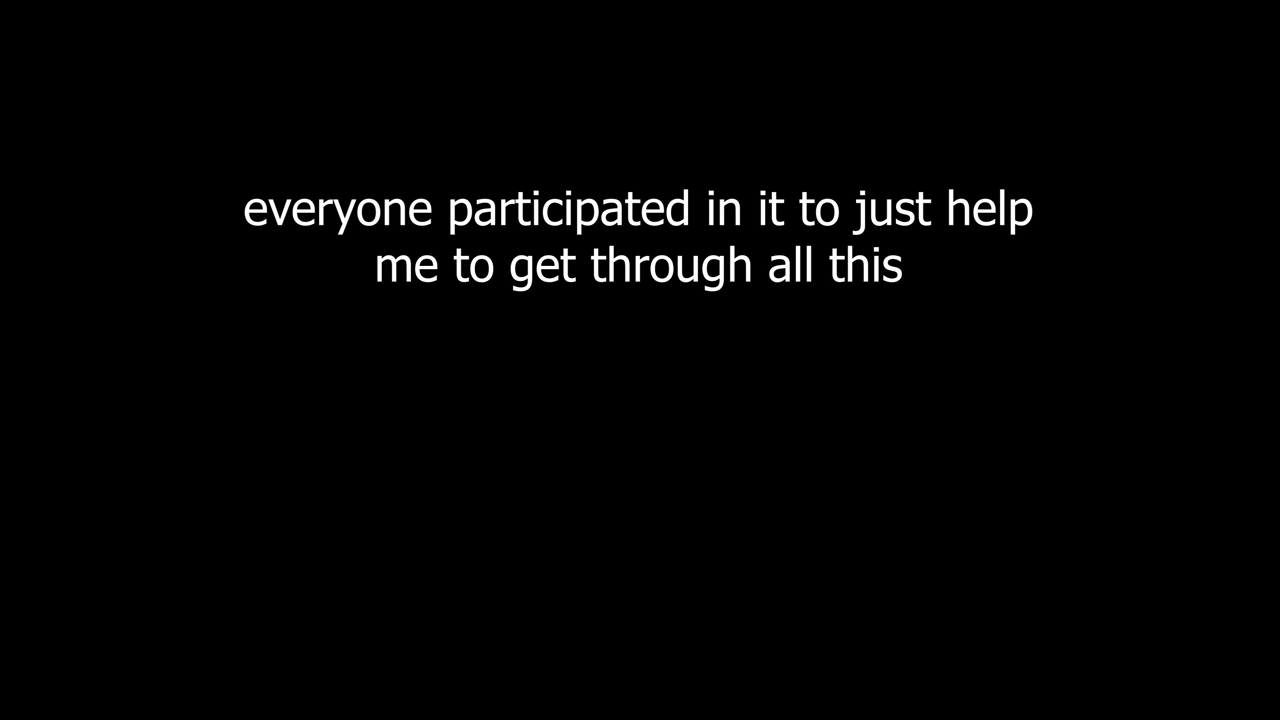 everyone participated in it to just help
me to get through all this